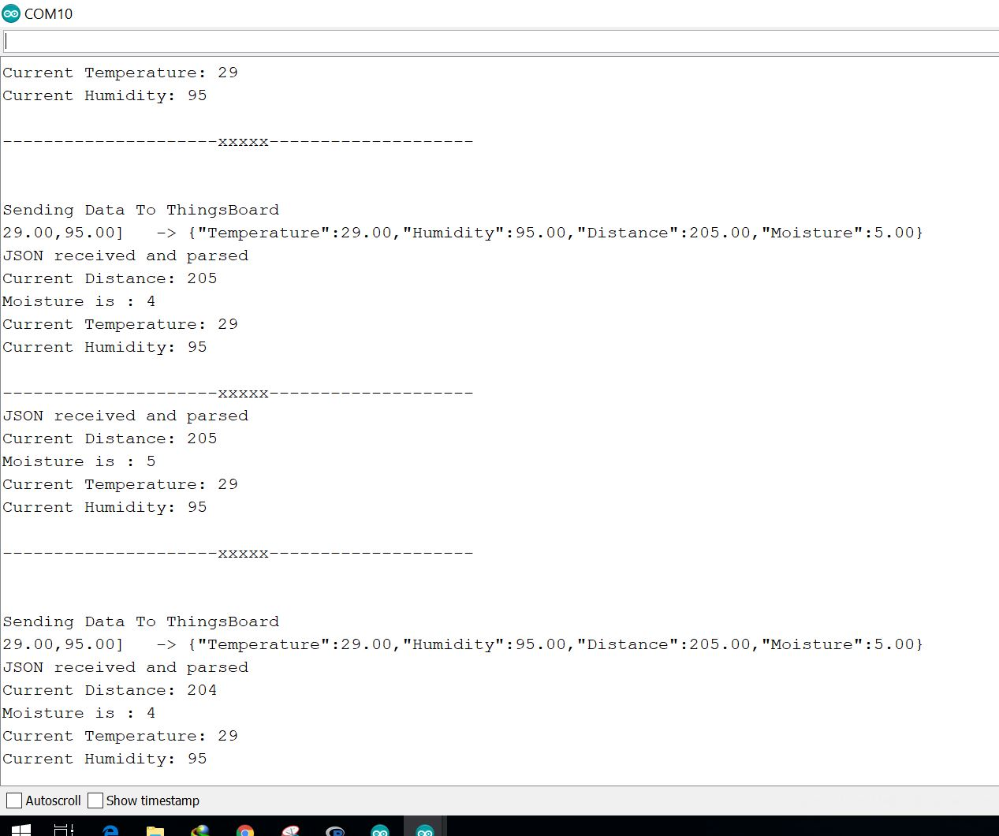 COM10
Current Temperature: 29
Current Humidity: 95
---------------------xxxxx--------------------
Sending Data To ThingsBoard
29.00,95.00]   -> {"Temperature":29.00,"Humidity":95.00,"Distance":205.00,"Moisture":5.00}
JSON received and parsed
Current Distance: 205
Moisture is : 4
Current Temperature: 29
Current Humidity: 95
---------------------xxxxx--------------------
JSON received and parsed
Current Distance: 205
Moisture is : 5
Current Temperature: 29
Current Humidity: 95
---------------------xxxxx--------------------
Sending Data To ThingsBoard
29.00,95.00]   -> {"Temperature":29.00,"Humidity":95.00,"Distance":205.00,"Moisture":5.00}
JSON received and parsed
Current Distance: 204
Moisture is : 4
Current Temperature: 29
Current Humidity: 95
Autoscroll Show timestamp